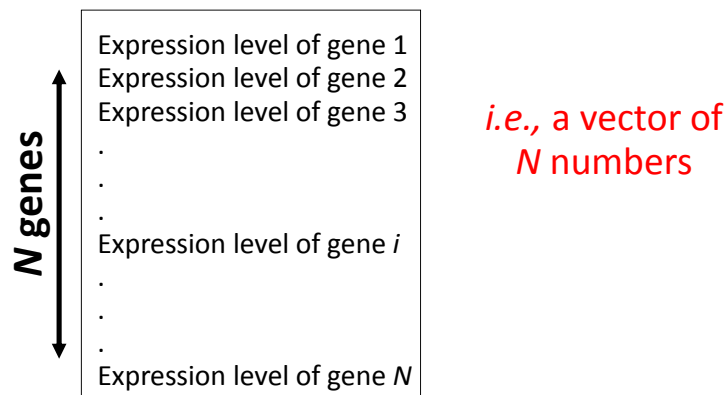 N genes
Expression level of gene 1
Expression level of gene 2
Expression level of gene 3
.
.
.
Expression level of gene i
.
.
.
Expression level of gene N
i.e., a vector of
N numbers